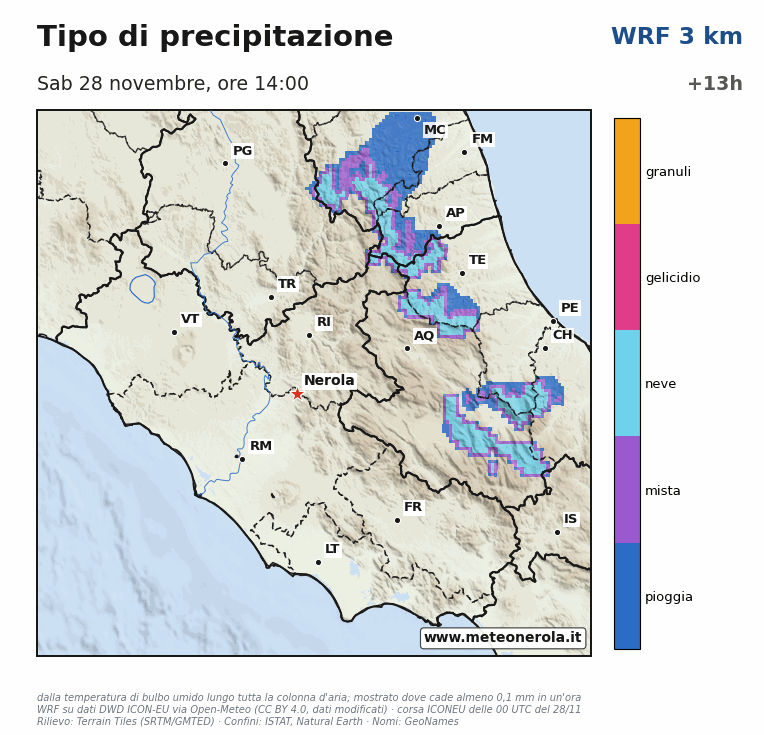 Tipo di precipitazione
WRF 3 km
Sab 28 novembre, ore 14:00
+13h
MC
FM
PG
AP
TE
TR
PE
VT
RI
AQ
CH
Nerola
RM
FR
IS
LT
www.meteonerola.it
granuli
gelicidio
neve
mista
pioggia
dalla temperatura di bulbo umido lungo tutta la colonna d'aria; mostrato dove cade almeno 0,1 mm in un'ora
WRF su dati DWD ICON-EU via Open-Meteo (CC BY 4.0, dati modificati) · corsa ICONEU delle 00 UTC del 28/11
Rilievo: Terrain Tiles (SRTM/GMTED) · Confini: ISTAT, Natural Earth · Nomi: GeoNames